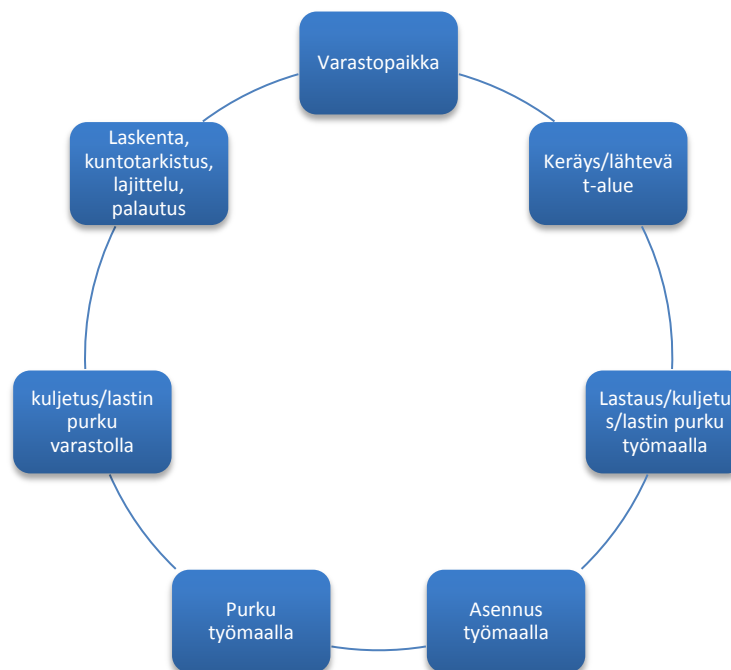 Varastopaikka
Keräys/lähtevä
t-alue
Lastaus/kuljetu
s/lastin purku
työmaalla
Asennus
työmaalla
Purku
työmaalla
kuljetus/lastin
purku
varastolla
Laskenta,
kuntotarkistus,
lajittelu,
palautus